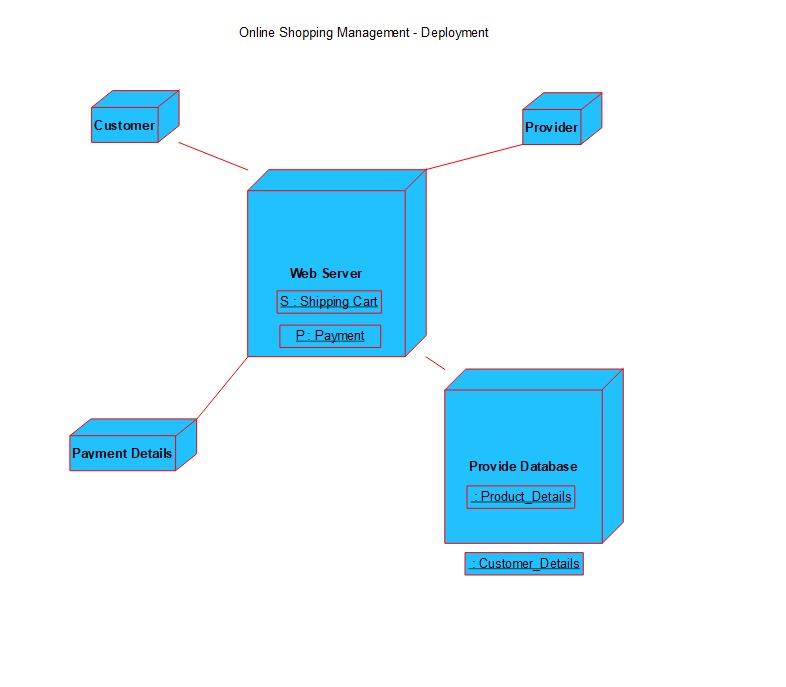 Online Shopping Management - Deployment
Customer
Provider
Web Server
S : Shipping Cart
P : Payment
Payment Details
Provide Database
: Product_Details
: Customer_Details